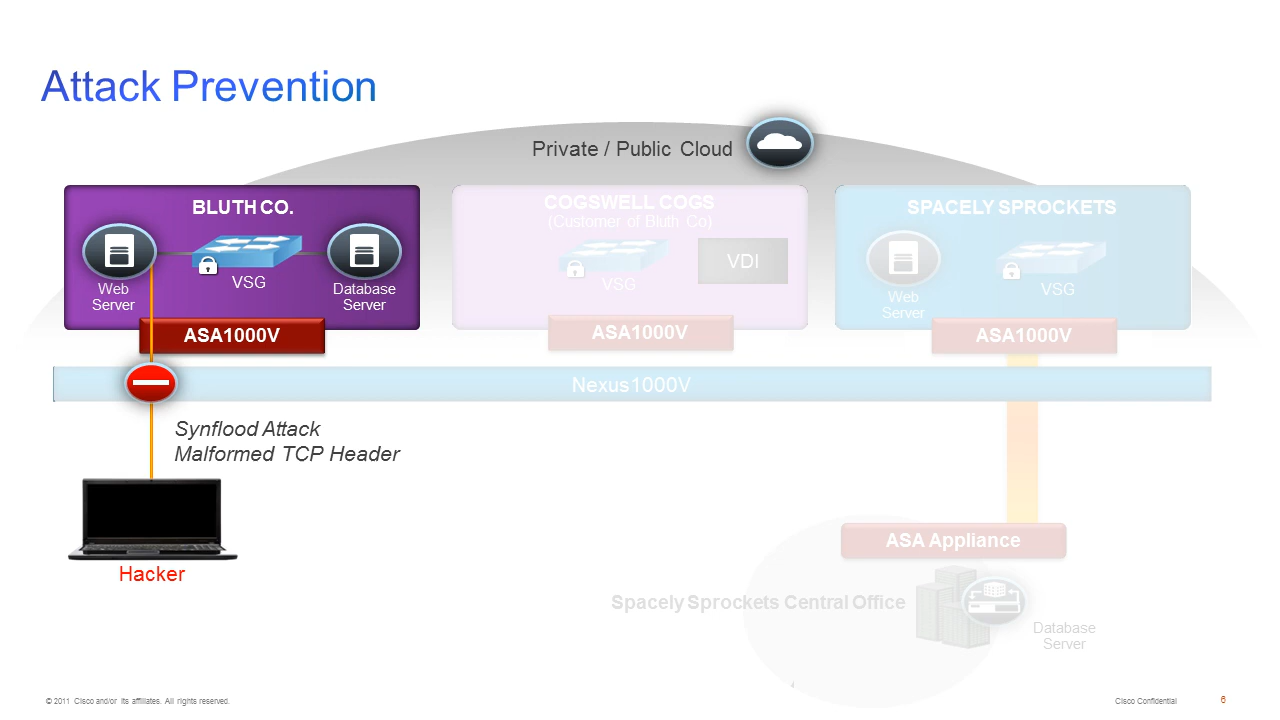 Attack Prevention
Private / Public Cloud
BLUTH CO.
Web
Server
VSG
Database
Server
ASA1000V
COGSWELL COGS
(Customer of Bluth Co)
VSG
VDI
ASA1000V
SPACELY SPROCKETS
Web
Server
VSG
ASA1000V
Nexus1000V
Synflood Attack
Malformed TCP Header
Hacker
ASA Appliance
Spacely Sprockets Central Office
Database
Server
© 2011 Cisco and/or its affiliates. All rights reserved.
Cisco Confidential
6